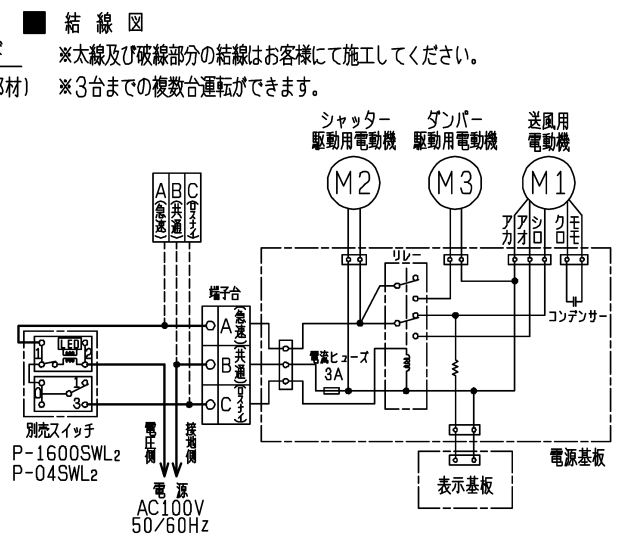 ■ 結線図
※太線及び破線部分の結線はお客様にて施工してください。
部材) ※3台までの複数台運転ができます。
シャッター
駆動用電動機
ダンパー
駆動用電動機
送風用
電動機
M2
M3
M1
A B C
(急速) (共通) (ロスナイ)
アカ アオ シロ クロ モモ
リレー
コンデンサー
端子台
A (急速)
B (共通)
C (ロスナイ)
電流ヒューズ
3A
LED
1 2
0 1
3
別売スイッチ
P-1600SWL2
P-04SWL2
電圧側
接地側
電源
AC100V
50/60Hz
電源基板
表示基板